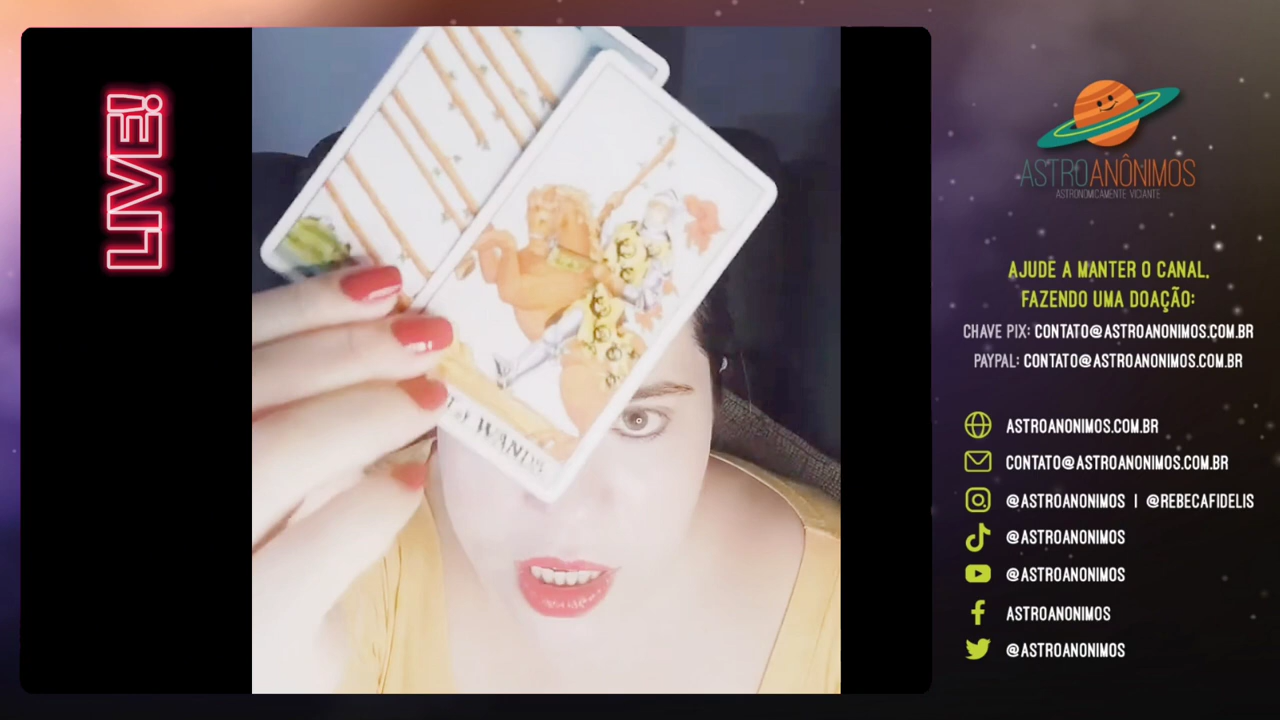 LIVE!
OF WANDS
ASTROANÔNIMOS
ASTRONOMICAMENTE VICIANTE
AJUDE A MANTER O CANAL,
FAZENDO UMA DOAÇÃO:
CHAVE PIX: CONTATO@ASTROANONIMOS.COM.BR
PAYPAL: CONTATO@ASTROANONIMOS.COM.BR
ASTROANONIMOS.COM.BR
CONTATO@ASTROANONIMOS.COM.BR
@ASTROANONIMOS | @REBECAFIDELIS
@ASTROANONIMOS
@ASTROANONIMOS
ASTROANONIMOS
@ASTROANONIMOS